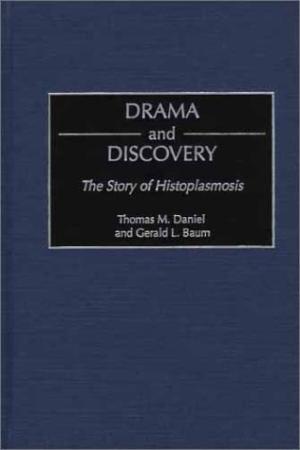 DRAMA
and
DISCOVERY
The Story of Histoplasmosis
Thomas M. Daniel
and Gerald L. Baum